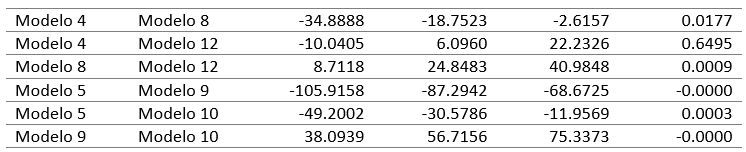 Modelo 4 Modelo 8 -34.8888 -18.7523 -2.6157 0.0177
Modelo 4 Modelo 12 -10.0405 6.0960 22.2326 0.6495
Modelo 8 Modelo 12 8.7118 24.8483 40.9848 0.0009
Modelo 5 Modelo 9 -105.9158 -87.2942 -68.6725 -0.0000
Modelo 5 Modelo 10 -49.2002 -30.5786 -11.9569 0.0003
Modelo 9 Modelo 10 38.0939 56.7156 75.3373 -0.0000